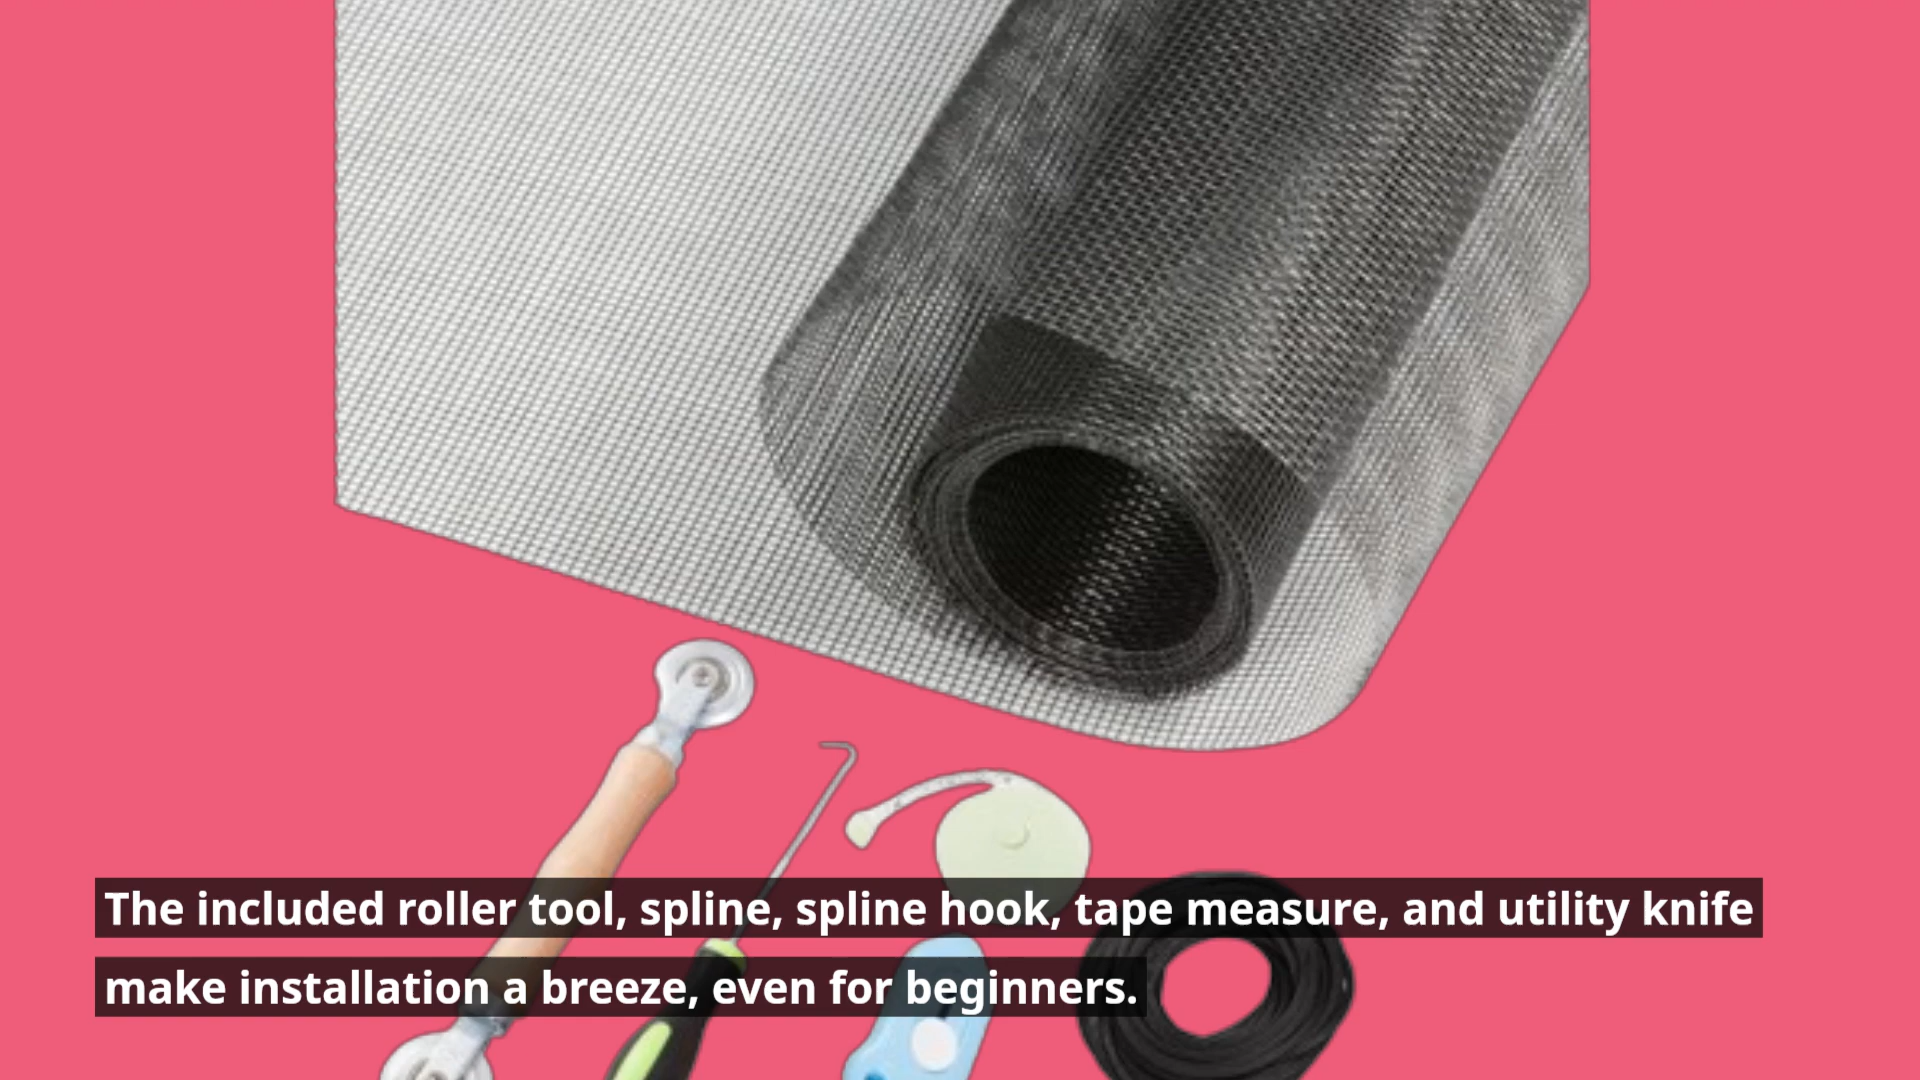 The included roller tool, spline, spline hook, tape measure, and utility knife
make installation a breeze, even for beginners.